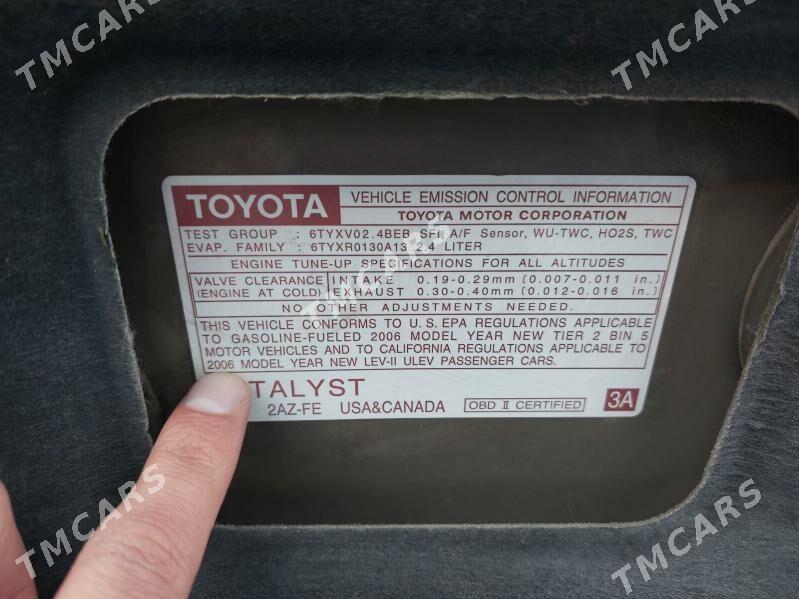 TOYOTA VEHICLE EMISSION CONTROL INFORMATION
TOYOTA MOTOR CORPORATION
TEST GROUP : 6TYXV02.4BEB SFI, A/F Sensor, WU-TWC, HO2S, TWC
EVAP. FAMILY : 6TYXR0130A13 2.4 LITER
ENGINE TUNE-UP SPECIFICATIONS FOR ALL ALTITUDES
VALVE CLEARANCE INTAKE 0.19-0.29mm (0.007-0.011 in.)
(ENGINE AT COLD) EXHAUST 0.30-0.40mm (0.012-0.016 in.)
NO OTHER ADJUSTMENTS NEEDED.
THIS VEHICLE CONFORMS TO U.S. EPA REGULATIONS APPLICABLE
TO GASOLINE-FUELED 2006 MODEL YEAR NEW TIER 2 BIN 5
MOTOR VEHICLES AND TO CALIFORNIA REGULATIONS APPLICABLE TO
2006 MODEL YEAR NEW LEV-II ULEV PASSENGER CARS.
TALYST
2AZ-FE USA&CANADA OBD II CERTIFIED 3A
TMCARS
TMCARS
TMCARS
TMCARS
TMCARS